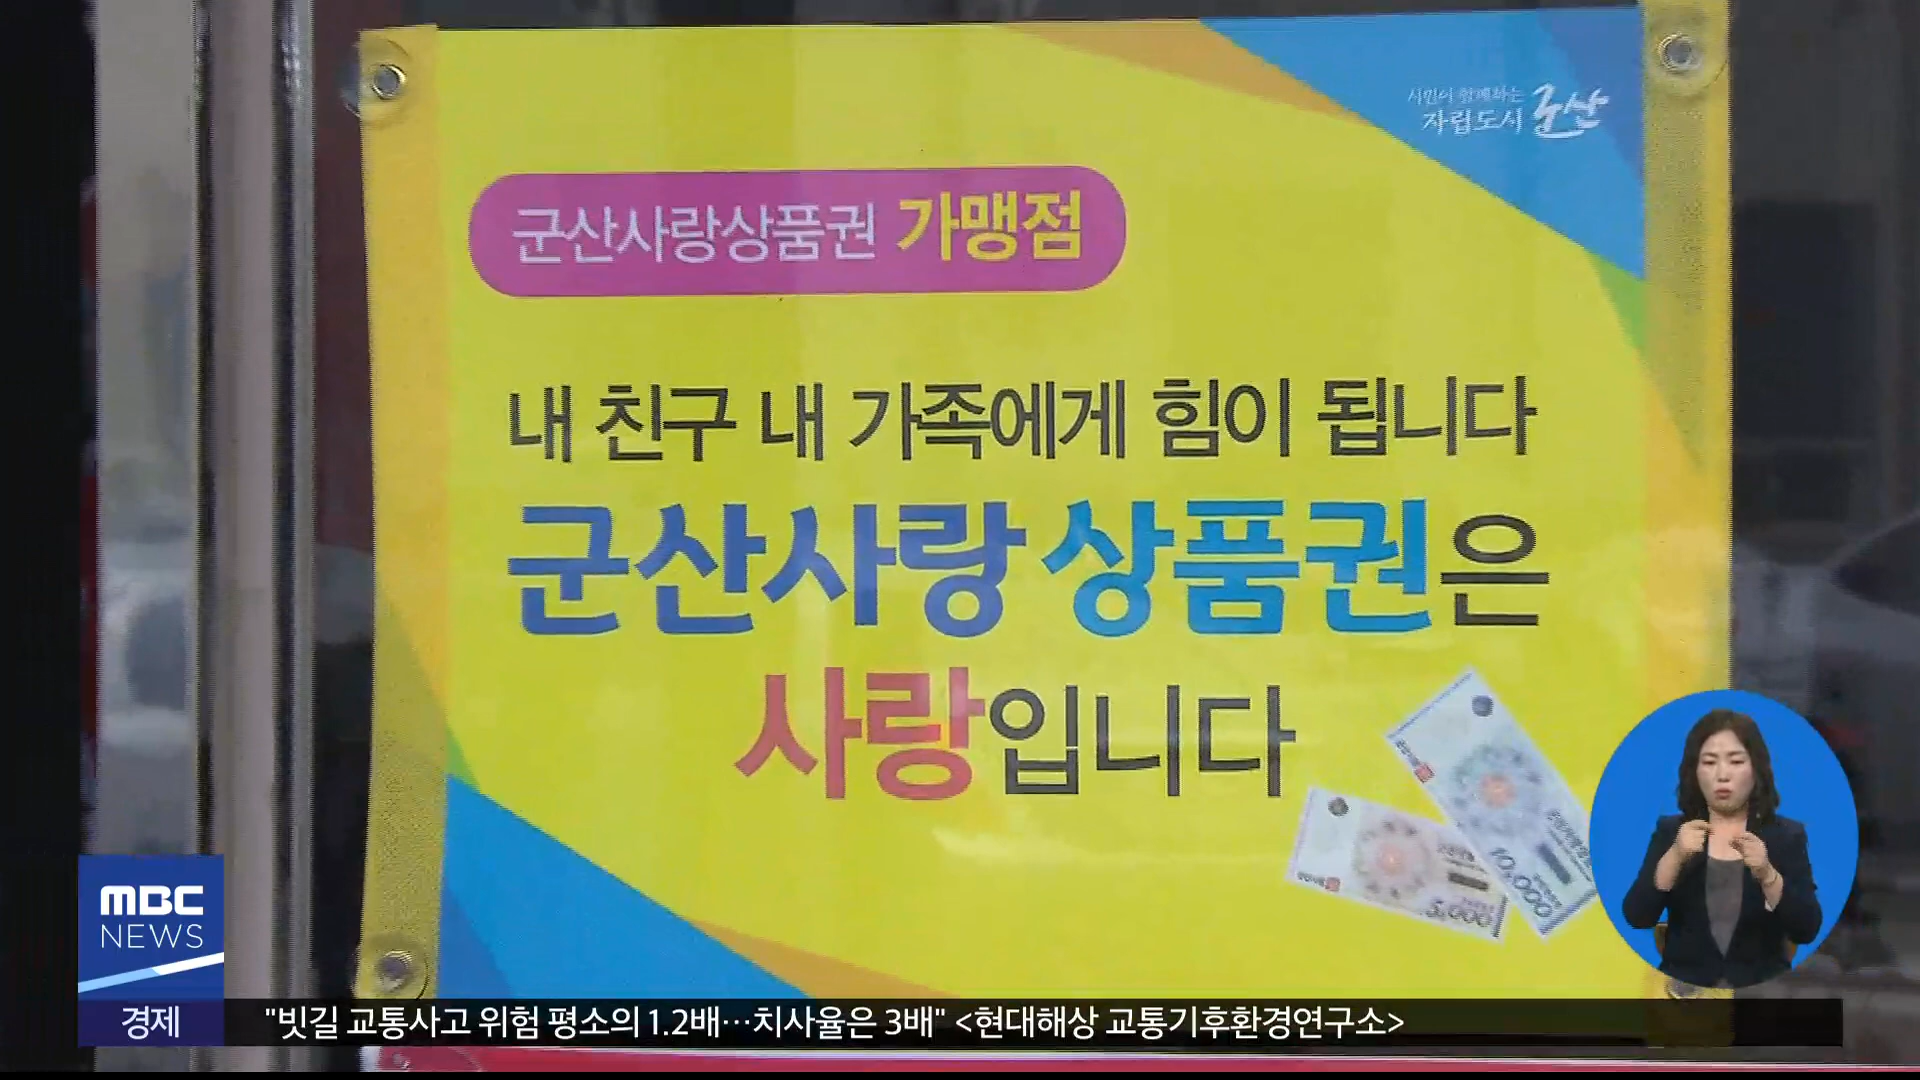 시민이 함께하는
자립도시 군산
군산사랑상품권 가맹점
내 친구 내 가족에게 힘이 됩니다
군산사랑상품권은
사랑입니다
10,000
5,000
MBC
NEWS
경제 "빗길 교통사고 위험 평소의 1.2배…치사율은 3배" <현대해상 교통기후환경연구소>